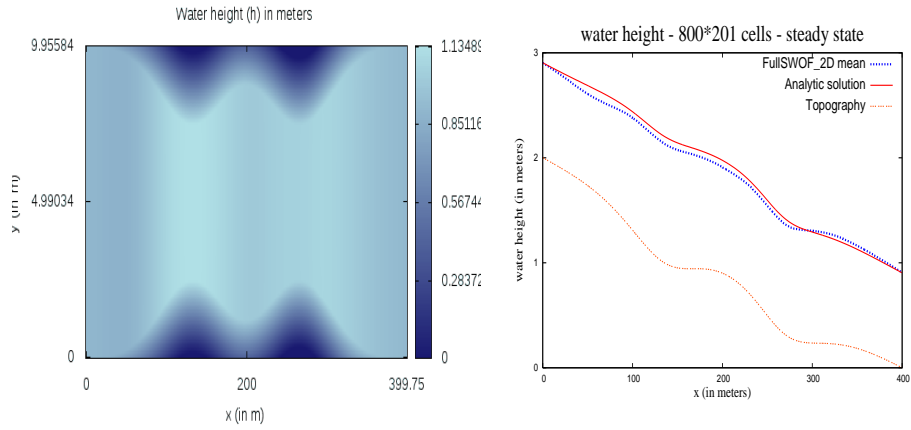 Water height (h) in meters
9.95584
4.99034
0
y (in m)
0
200
399.75
x (in m)
1.13489
0.85116
0.56744
0.28372
0
water height - 800*201 cells - steady state
FullSWOF_2D mean
Analytic solution
Topography
3
2
1
0
water height (in meters)
0
100
200
300
400
x (in meters)